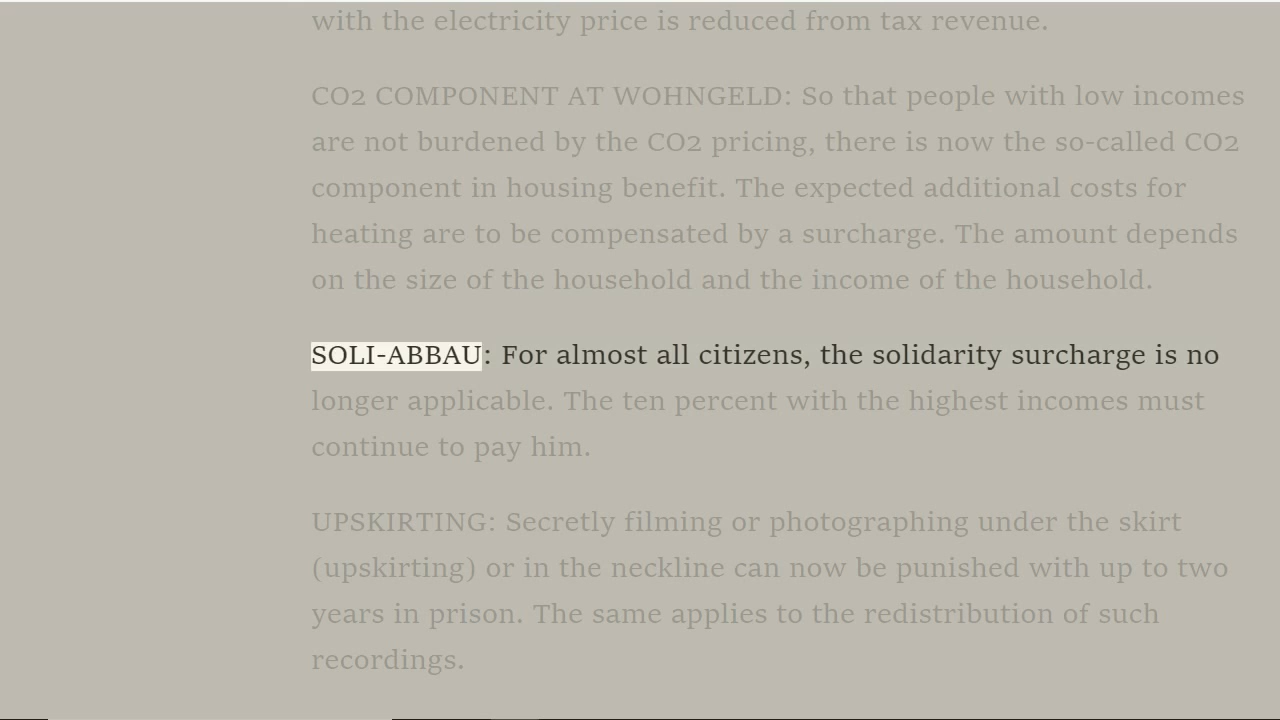 with the electricity price is reduced from tax revenue.
CO2 COMPONENT AT WOHNGELD: So that people with low incomes
are not burdened by the CO2 pricing, there is now the so-called CO2
component in housing benefit. The expected additional costs for
heating are to be compensated by a surcharge. The amount depends
on the size of the household and the income of the household.
SOLI-ABBAU: For almost all citizens, the solidarity surcharge is no
longer applicable. The ten percent with the highest incomes must
continue to pay him.
UPSKIRTING: Secretly filming or photographing under the skirt
(upskirting) or in the neckline can now be punished with up to two
years in prison. The same applies to the redistribution of such
recordings.